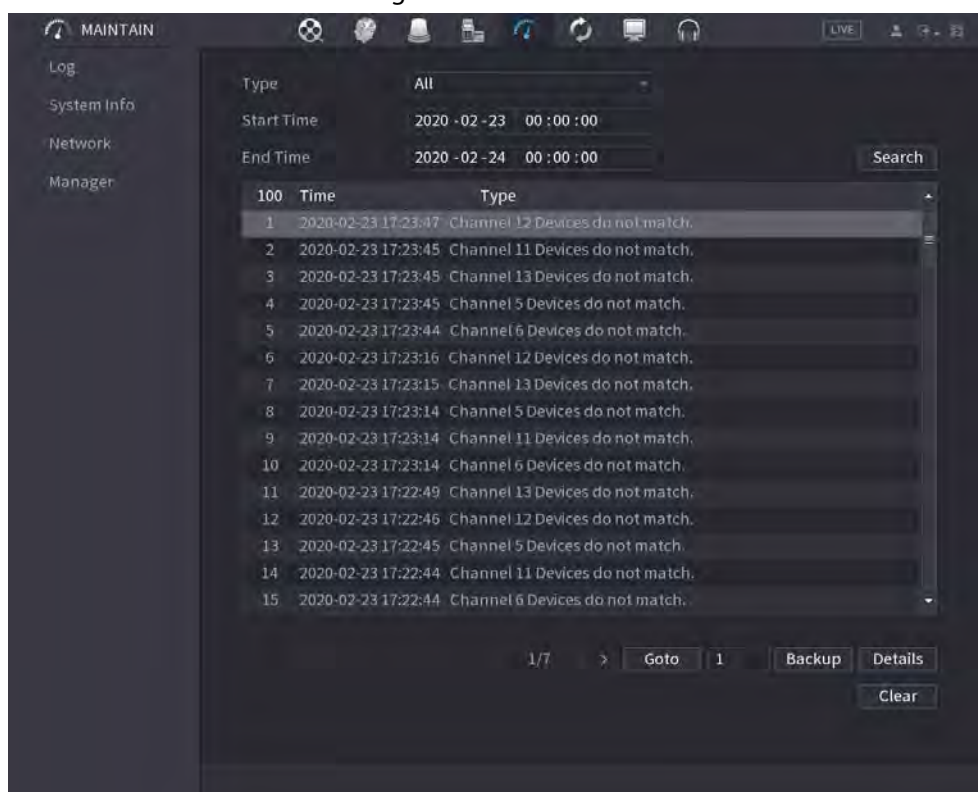 MAINTAIN LIVE
Log
System Info
Network
Manager
Type All
Start Time 2020 -02 -23 00 :00 :00
End Time 2020 -02 -24 00 :00 :00
Search
100 Time Type
1 2020-02-23 17:23:47 Channel 12 Devices do not match.
2 2020-02-23 17:23:45 Channel 11 Devices do not match.
3 2020-02-23 17:23:45 Channel 13 Devices do not match.
4 2020-02-23 17:23:45 Channel 5 Devices do not match.
5 2020-02-23 17:23:44 Channel 6 Devices do not match.
6 2020-02-23 17:23:16 Channel 12 Devices do not match.
7 2020-02-23 17:23:15 Channel 13 Devices do not match.
8 2020-02-23 17:23:14 Channel 5 Devices do not match.
9 2020-02-23 17:23:14 Channel 11 Devices do not match.
10 2020-02-23 17:23:14 Channel 6 Devices do not match.
11 2020-02-23 17:22:49 Channel 13 Devices do not match.
12 2020-02-23 17:22:46 Channel 12 Devices do not match.
13 2020-02-23 17:22:45 Channel 5 Devices do not match.
14 2020-02-23 17:22:44 Channel 11 Devices do not match.
15 2020-02-23 17:22:44 Channel 6 Devices do not match.
1/7 > Goto 1 Backup Details
Clear